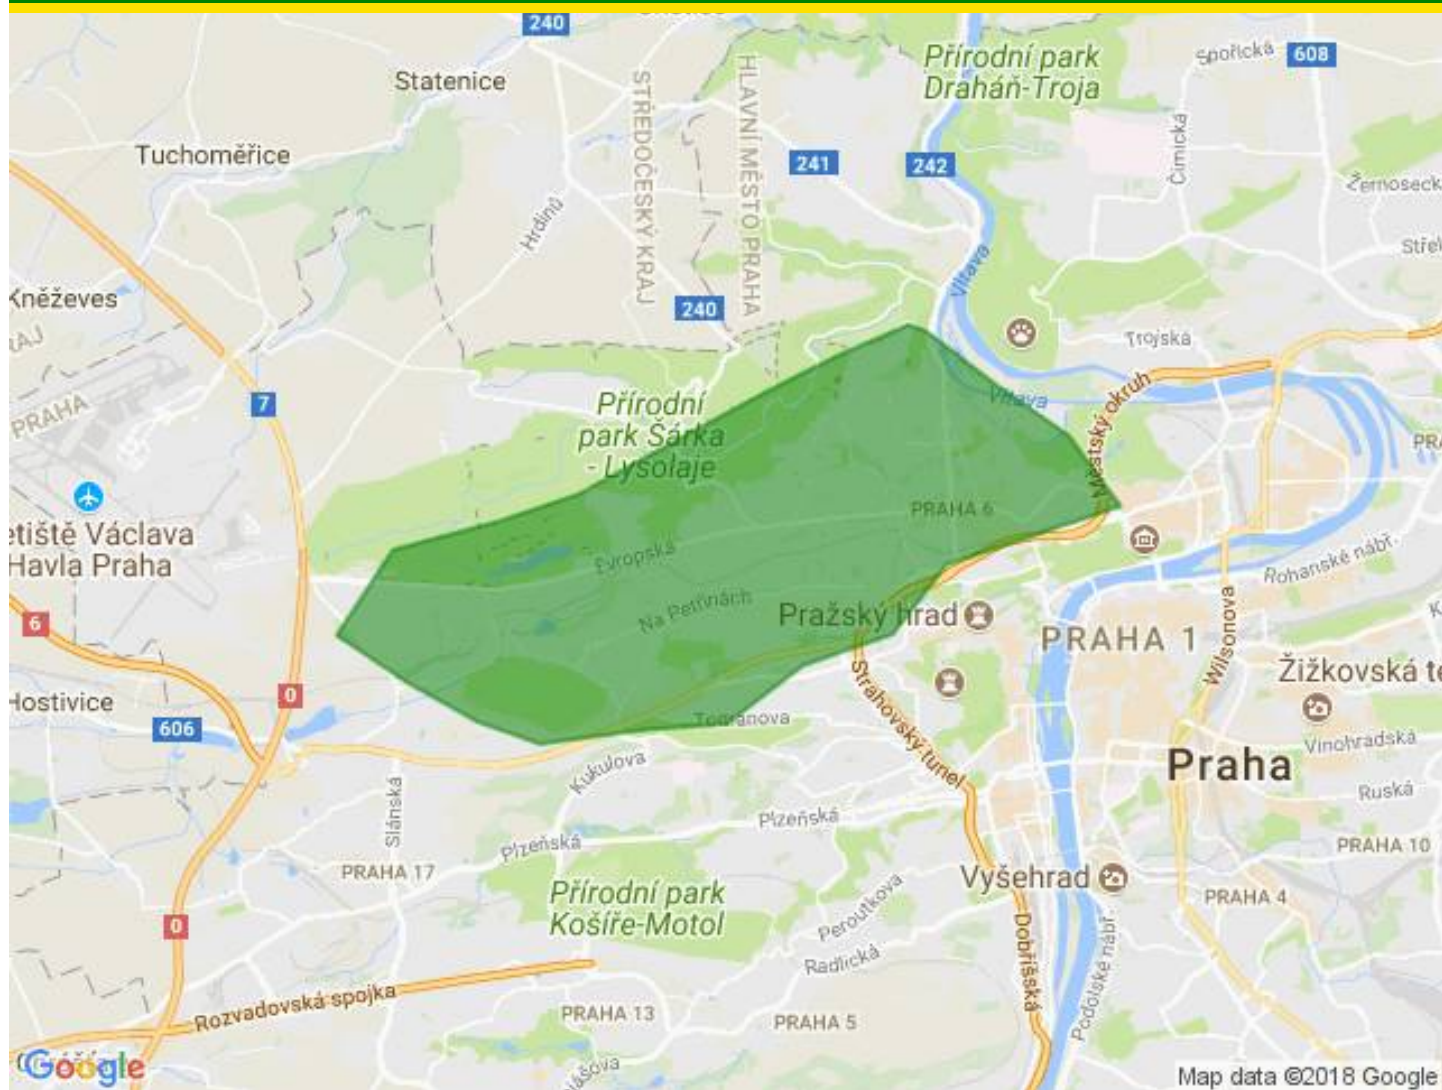 240
Přírodní park
Draháň-Troja
Spořická
608
Statenice
STŘEDOČESKÝ KRAJ
HLAVNÍ MĚSTO PRAHA
Čimická
Tuchoměřice
241
242
Hrdinů
Vltava
Kněževes
240
Trojská
7
PRAHA
Přírodní
park Šárka
- Lysolaje
Vltava
Městský okruh
PRAHA 6
Václava
Havla Praha
Evropská
Rohanské nábř.
6
Na Petřinách
Pražský hrad
PRAHA 1
Wilsonova
Žižkovská
0
Hostivice
606
Tománova
Strahovský tunel
Vinohradská
Kukulova
Praha
Ruská
Slánská
Plzeňská
Plzeňská
PRAHA 10
PRAHA 17
Přírodní park
Košíře-Motol
Vyšehrad
PRAHA 4
Peroutkova
0
Radlická
Dobříšská
Podolské nábř.
Rozvadovská spojka
PRAHA 13
PRAHA 5
Google
Map data ©2018 Google